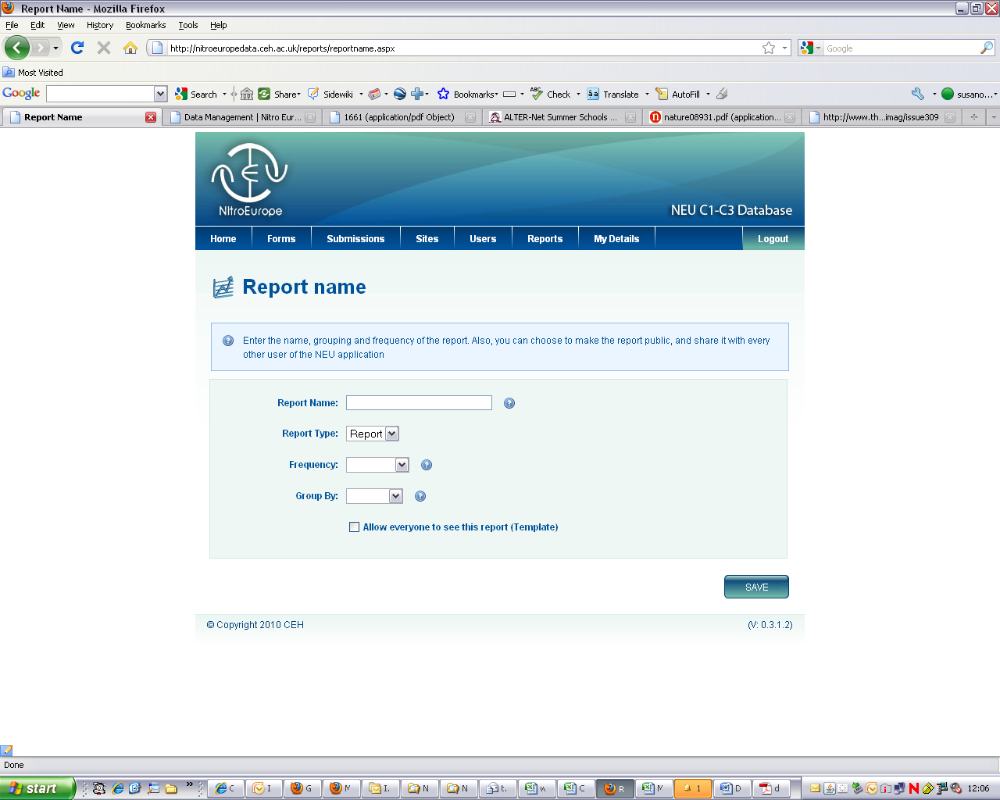 Report Name - Mozilla Firefox
File Edit View History Bookmarks Tools Help
http://nitroeuropedata.ceh.ac.uk/reports/reportname.aspx
Google
Most Visited
Google Search Share Sidewiki Bookmarks Check Translate AutoFill susano...
Report Name
Data Management | Nitro Eur...
1661 (application/pdf Object)
ALTER-Net Summer Schools ...
nature08931.pdf (application...
http://www.th...imag/issue309
NitroEurope
NEU C1-C3 Database
Home Forms Submissions Sites Users Reports My Details Logout
Report name
Enter the name, grouping and frequency of the report. Also, you can choose to make the report public, and share it with every
other user of the NEU application
Report Name:
Report Type: Report
Frequency:
Group By:
Allow everyone to see this report (Template)
SAVE
© Copyright 2010 CEH
(V: 0.3.1.2)
Done
start C I G M I. N N t. w C R M 1 D d 12:06